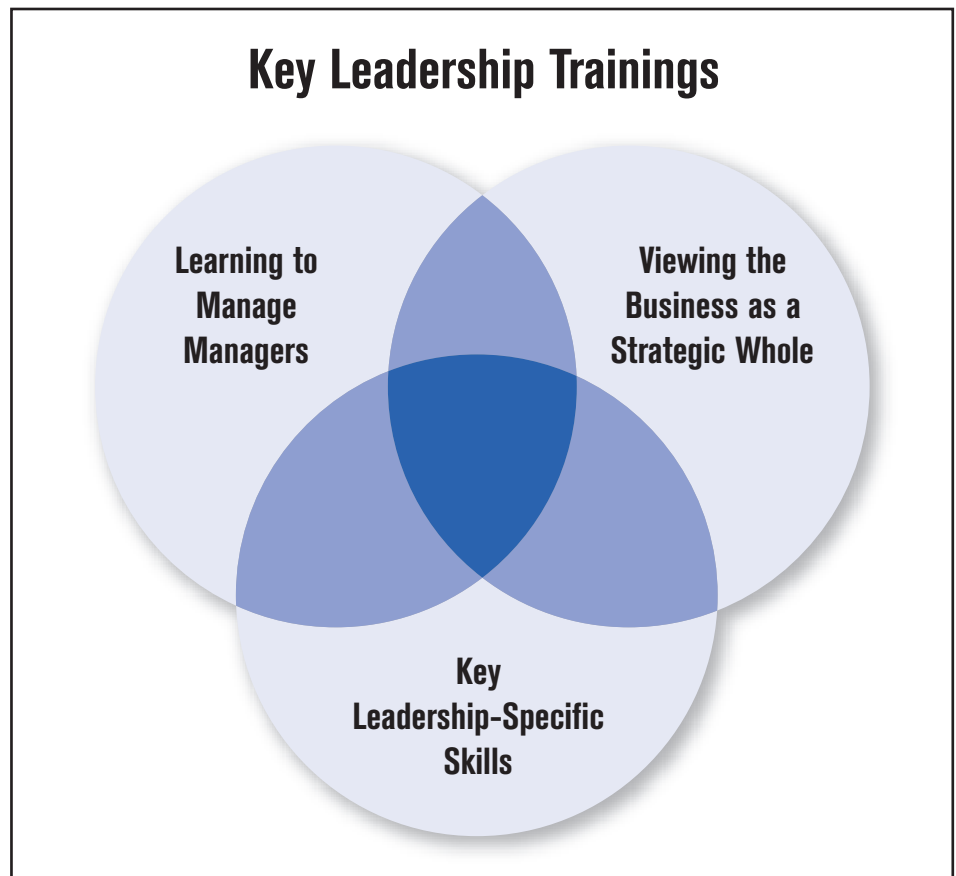 Key Leadership Trainings
Learning to
Manage
Managers
Viewing the
Business as a
Strategic Whole
Key
Leadership-Specific
Skills